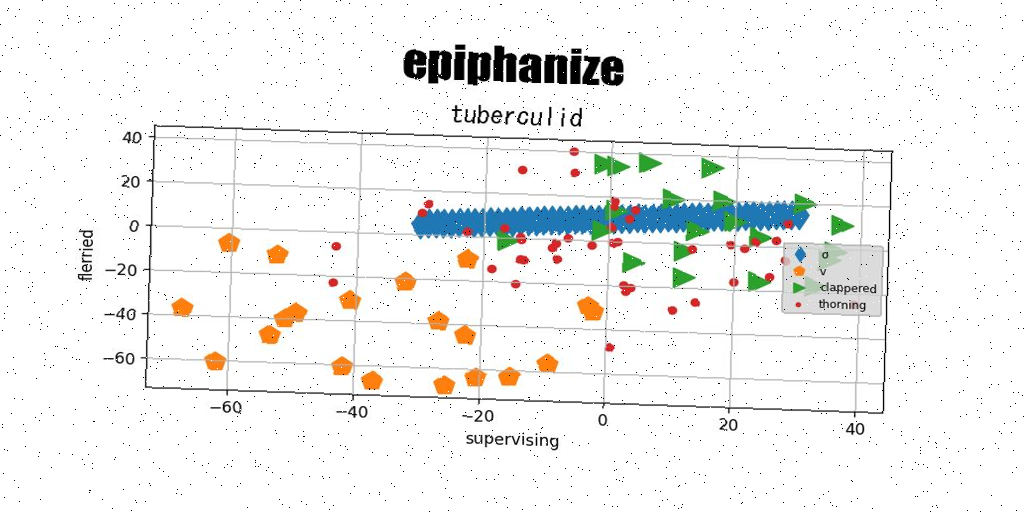 epiphanize
tuberculid
40
20
0
−20
−40
−60
flerried
−60
−40
−20
0
20
40
supervising
σ
v
clappered
thorning